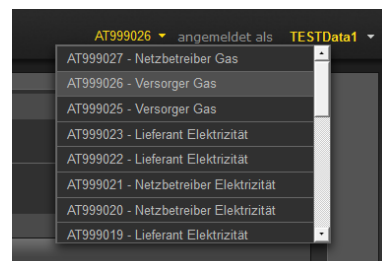 AT999026 angemeldet als TESTData1
AT999027 - Netzbetreiber Gas
AT999026 - Versorger Gas
AT999025 - Versorger Gas
AT999023 - Lieferant Elektrizität
AT999022 - Lieferant Elektrizität
AT999021 - Netzbetreiber Elektrizität
AT999020 - Netzbetreiber Elektrizität
AT999019 - Lieferant Elektrizität